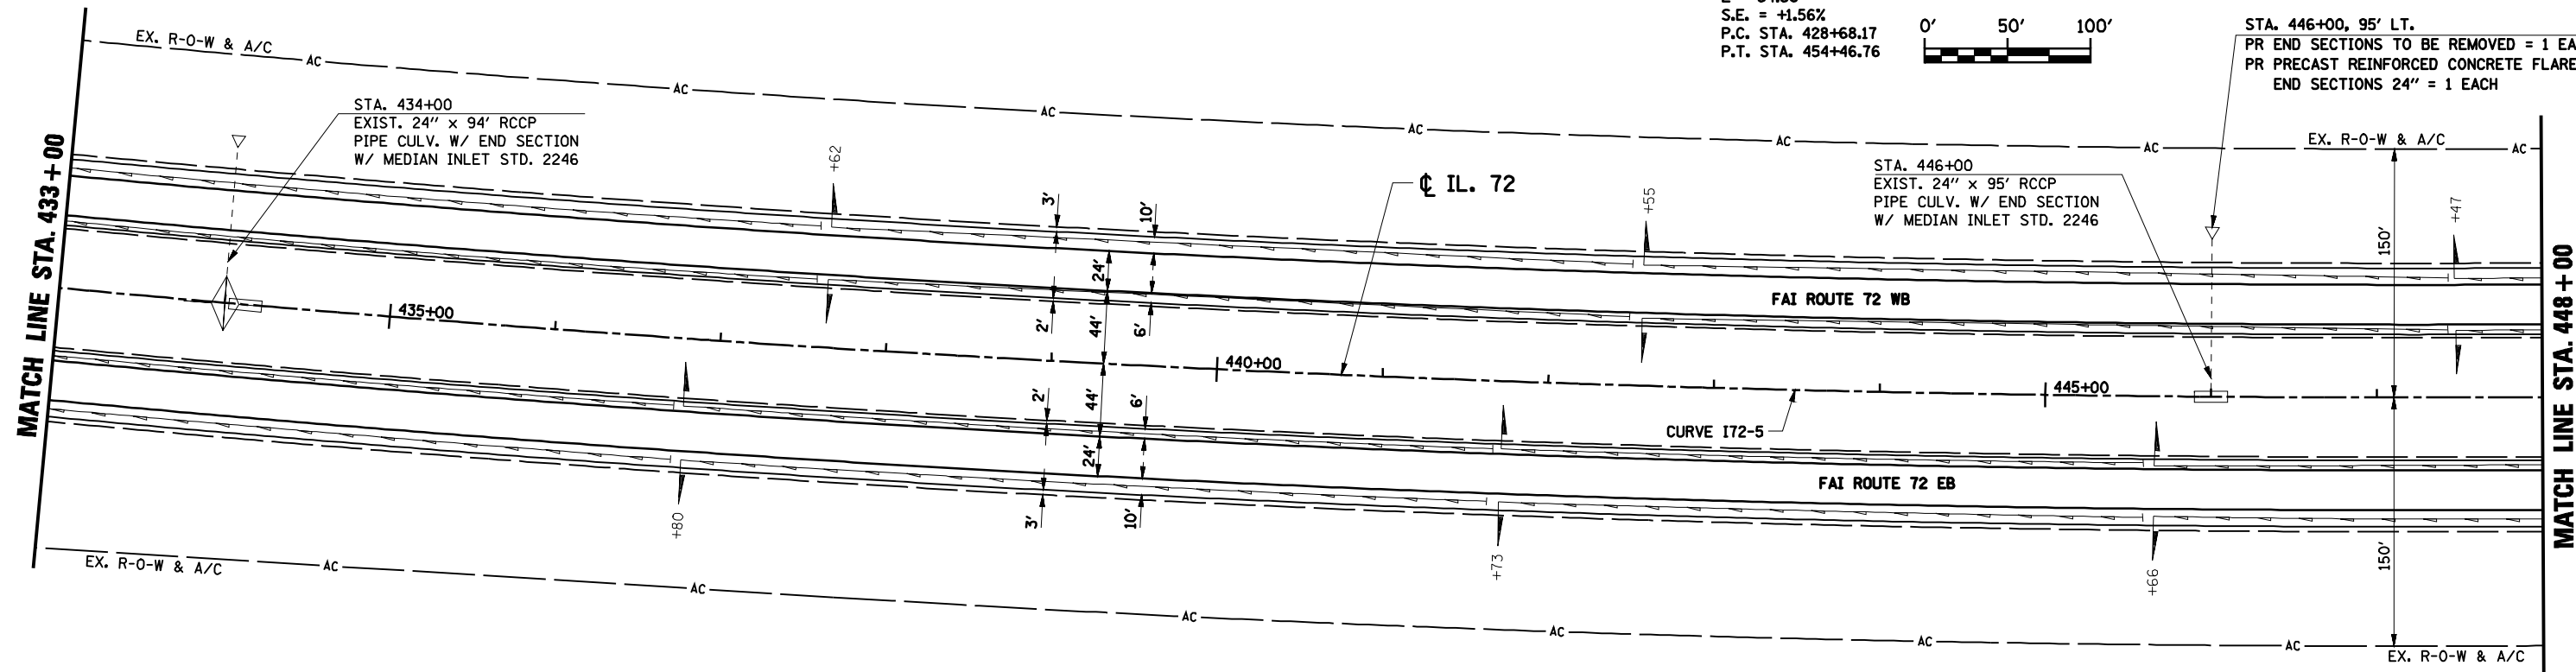 S.E. = +1.56%
P.C. STA. 428+68.17
P.T. STA. 454+46.76
0' 50' 100'
STA. 446+00, 95' LT.
PR END SECTIONS TO BE REMOVED = 1 EA
PR PRECAST REINFORCED CONCRETE FLARE
END SECTIONS 24" = 1 EACH
EX. R-O-W & A/C
AC
AC
AC
AC
AC
AC
EX. R-O-W & A/C
AC
STA. 434+00
EXIST. 24" x 94' RCCP
PIPE CULV. W/ END SECTION
W/ MEDIAN INLET STD. 2246
STA. 446+00
EXIST. 24" x 95' RCCP
PIPE CULV. W/ END SECTION
W/ MEDIAN INLET STD. 2246
MATCH LINE STA. 433+00
MATCH LINE STA. 448+00
+62
+55
+47
℄ IL. 72
3'
10'
24'
2'
44'
6'
150'
FAI ROUTE 72 WB
435+00
440+00
445+00
CURVE I72-5
2'
44'
6'
24'
3'
10'
150'
FAI ROUTE 72 EB
+80
+73
+66
EX. R-O-W & A/C
AC
AC
AC
AC
AC
AC
EX. R-O-W & A/C